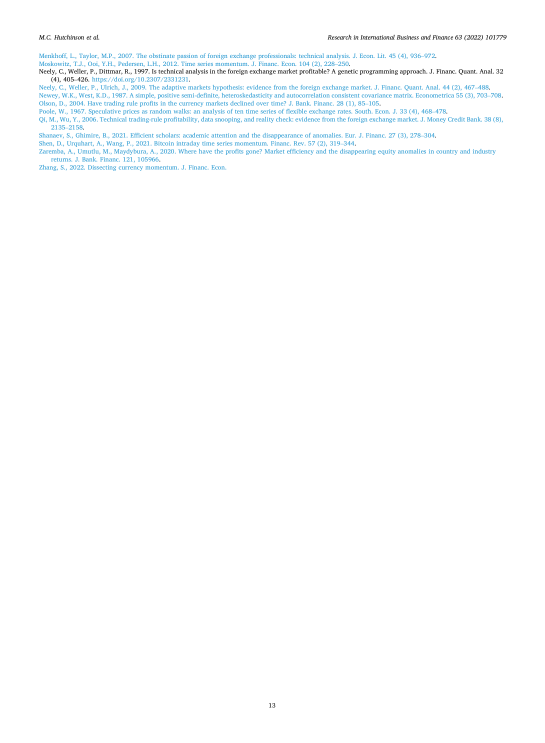 M.C. Hutchinson et al.
Research in International Business and Finance 63 (2022) 101779
Menkhoff, L., Taylor, M.P., 2007. The obstinate passion of foreign exchange professionals: technical analysis. J. Econ. Lit. 45 (4), 936–972.
Moskowitz, T.J., Ooi, Y.H., Pedersen, L.H., 2012. Time series momentum. J. Financ. Econ. 104 (2), 228–250.
Neely, C., Weller, P., Dittmar, R., 1997. Is technical analysis in the foreign exchange market profitable? A genetic programming approach. J. Financ. Quant. Anal. 32
(4), 405–426. https://doi.org/10.2307/2331231.
Neely, C., Weller, P., Ulrich, J., 2009. The adaptive markets hypothesis: evidence from the foreign exchange market. J. Financ. Quant. Anal. 44 (2), 467–488.
Newey, W.K., West, K.D., 1987. A simple, positive semi-definite, heteroskedasticity and autocorrelation consistent covariance matrix. Econometrica 55 (3), 703–708.
Olson, D., 2004. Have trading rule profits in the currency markets declined over time? J. Bank. Financ. 28 (1), 85–105.
Poole, W., 1967. Speculative prices as random walks: an analysis of ten time series of flexible exchange rates. South. Econ. J. 33 (4), 468–478.
Qi, M., Wu, Y., 2006. Technical trading-rule profitability, data snooping, and reality check: evidence from the foreign exchange market. J. Money Credit Bank. 38 (8),
2135–2158.
Shanaev, S., Ghimire, B., 2021. Efficient scholars: academic attention and the disappearance of anomalies. Eur. J. Financ. 27 (3), 278–304.
Shen, D., Urquhart, A., Wang, P., 2021. Bitcoin intraday time series momentum. Financ. Rev. 57 (2), 319–344.
Zaremba, A., Umutlu, M., Maydybura, A., 2020. Where have the profits gone? Market efficiency and the disappearing equity anomalies in country and industry
returns. J. Bank. Financ. 121, 105966.
Zhang, S., 2022. Dissecting currency momentum. J. Financ. Econ.
13